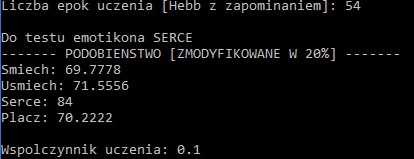 Liczba epok uczenia [Hebb z zapominaniem]: 54
Do testu emotikona SERCE
------- PODOBIENSTWO [ZMODYFIKOWANE W 20%] -------
Smiech: 69.7778
Usmiech: 71.5556
Serce: 84
Placz: 70.2222
Wspolczynnik uczenia: 0.1